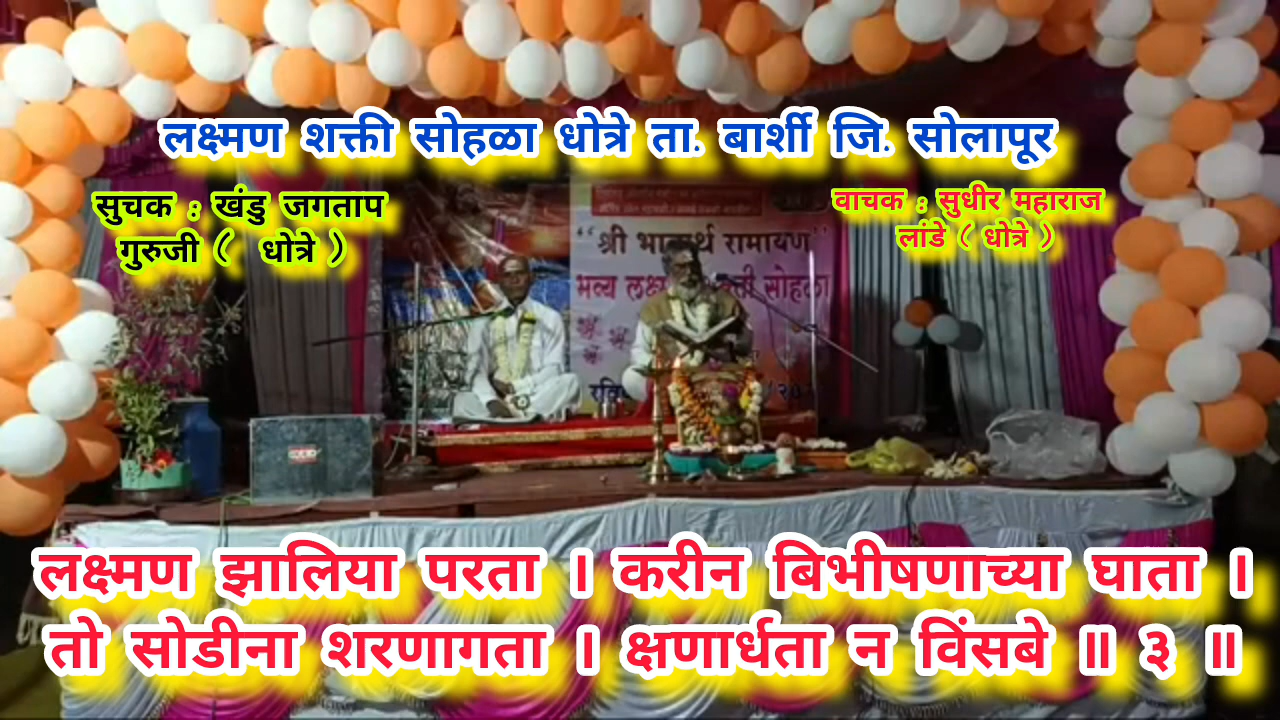 लक्ष्मण शक्ती सोहळा धोत्रे ता. बार्शी जि. सोलापूर
सुचक : खंडु जगताप
गुरुजी ( धोत्रे )
वाचक : सुधीर महाराज
लांडे ( धोत्रे )
"श्री भावार्थ रामायण"
भव्य लक्ष्मण शक्ती सोहळा
लक्ष्मण झालिया परता । करीन बिभीषणाच्या घाता ।
तो सोडीना शरणागता । क्षणार्धता न विंसबे ॥ ३ ॥